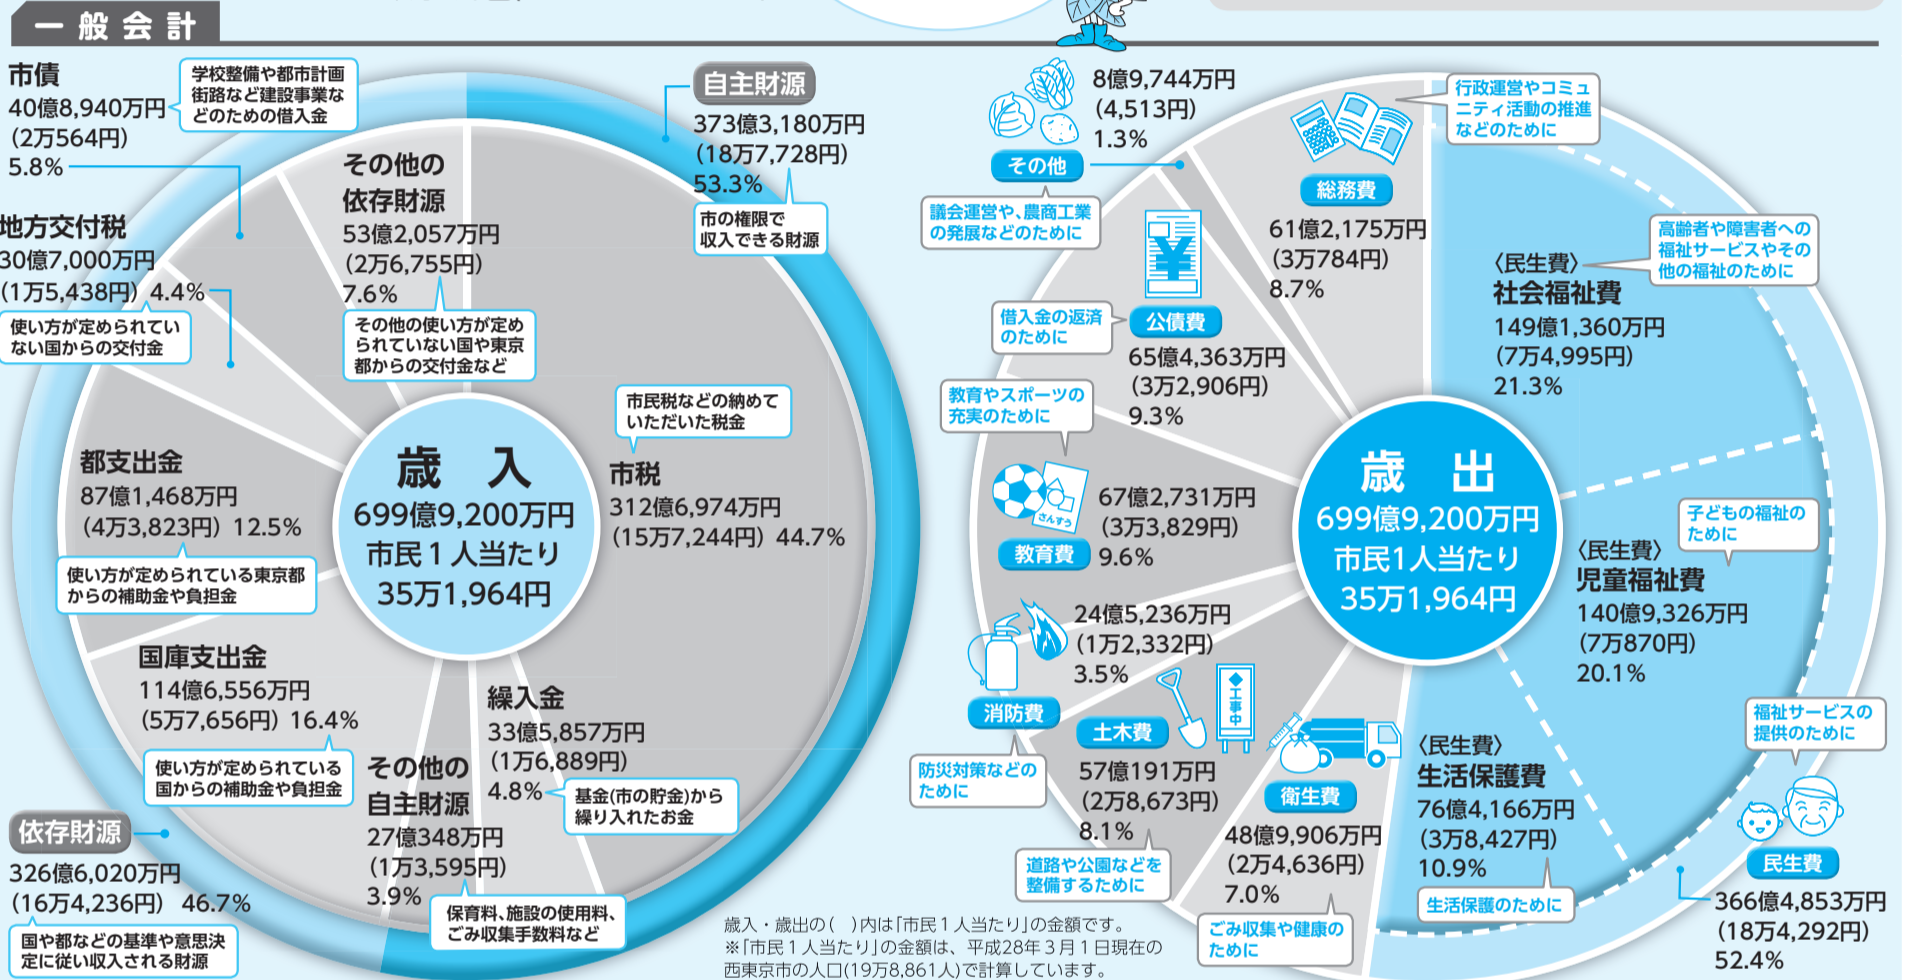 一般会計
市債
40億8,940万円
(2万564円)
5.8%
学校整備や都市計画
街路など建設事業な
どのための借入金
地方交付税
30億7,000万円
(1万5,438円) 4.4%
使い方が定められてい
ない国からの交付金
その他の
依存財源
53億2,057万円
(2万6,755円)
7.6%
その他の使い方が定め
られていない国や東京
都からの交付金など
自主財源
373億3,180万円
(18万7,728円)
53.3%
市の権限で
収入できる財源
市民税などの納めて
いただいた税金
市税
312億6,974万円
(15万7,244円) 44.7%
歳 入
699億9,200万円
市民1人当たり
35万1,964円
都支出金
87億1,468万円
(4万3,823円) 12.5%
使い方が定められている東京都
からの補助金や負担金
国庫支出金
114億6,556万円
(5万7,656円) 16.4%
使い方が定められている
国からの補助金や負担金
依存財源
326億6,020万円
(16万4,236円) 46.7%
国や都などの基準や意思決
定に従い収入される財源
その他の
自主財源
27億348万円
(1万3,595円)
3.9%
保育料、施設の使用料、
ごみ収集手数料など
繰入金
33億5,857万円
(1万6,889円)
4.8%
基金(市の貯金)から
繰り入れたお金
その他
8億9,744万円
(4,513円)
1.3%
議会運営や、農商工業
の発展などのために
総務費
61億2,175万円
(3万784円)
8.7%
行政運営やコミュ
ニティ活動の推進
などのために
¥
公債費
65億4,363万円
(3万2,906円)
9.3%
借入金の返済
のために
教育やスポーツの
充実のために
さんすう
教育費
67億2,731万円
(3万3,829円)
9.6%
消防費
24億5,236万円
(1万2,332円)
3.5%
防災対策などの
ために
土木費
57億191万円
(2万8,673円)
8.1%
道路や公園などを
整備するために
◆工事中
衛生費
48億9,906万円
(2万4,636円)
7.0%
ごみ収集や健康の
ために
歳 出
699億9,200万円
市民1人当たり
35万1,964円
〈民生費〉
社会福祉費
149億1,360万円
(7万4,995円)
21.3%
高齢者や障害者への
福祉サービスやその
他の福祉のために
〈民生費〉
児童福祉費
140億9,326万円
(7万870円)
20.1%
子どもの福祉の
ために
〈民生費〉
生活保護費
76億4,166万円
(3万8,427円)
10.9%
生活保護のために
福祉サービスの
提供のために
民生費
366億4,853万円
(18万4,292円)
52.4%
歳入・歳出の( )内は「市民1人当たり」の金額です。
※「市民1人当たり」の金額は、平成28年3月1日現在の
西東京市の人口(19万8,861人)で計算しています。